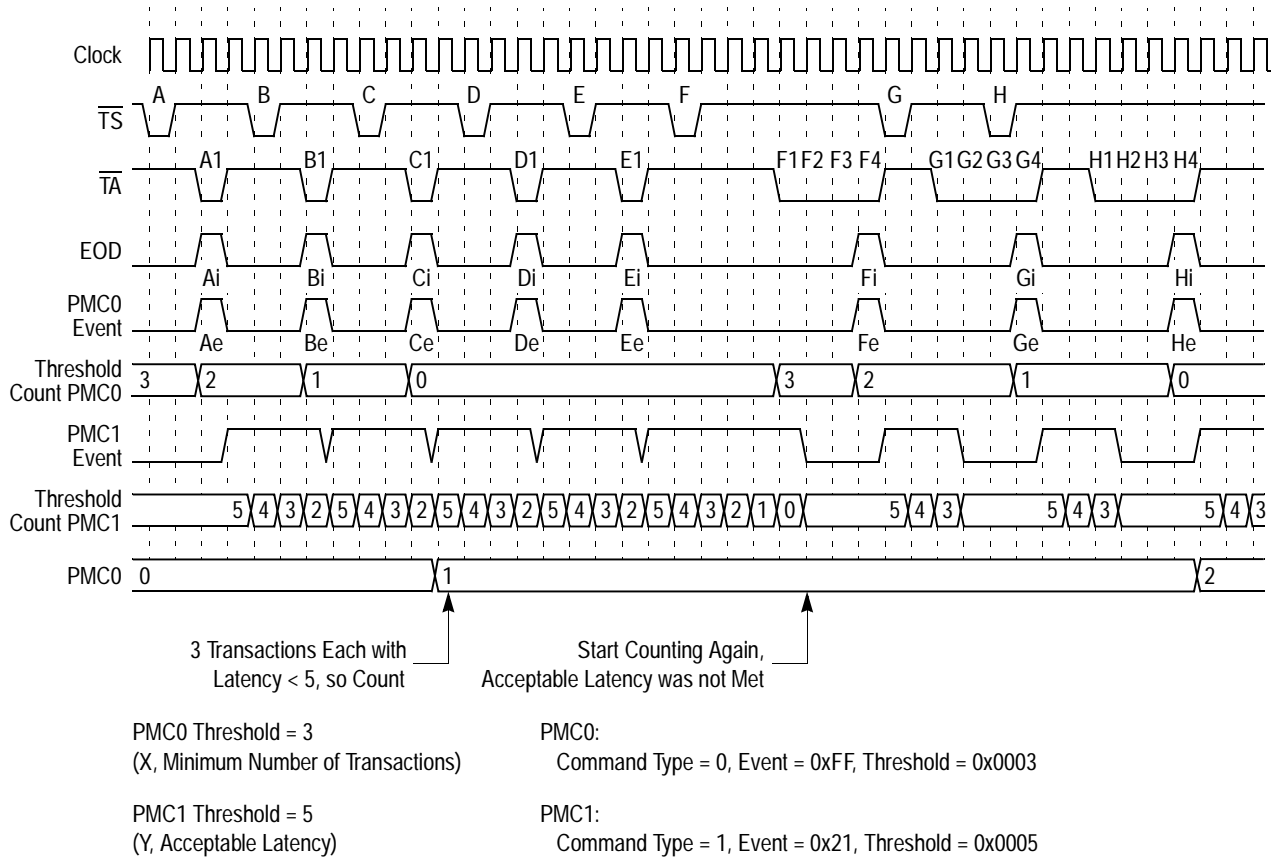 Clock
A B C D E F G H
TS
A1 B1 C1 D1 E1 F1 F2 F3 F4 G1 G2 G3 G4 H1 H2 H3 H4
TA
EOD
Ai Bi Ci Di Ei Fi Gi Hi
PMC0
Event
Ae Be Ce De Ee Fe Ge He
Threshold
Count PMC0
3 2 1 0 3 2 1 0
PMC1
Event
Threshold
Count PMC1
5 4 3 2 5 4 3 2 5 4 3 2 5 4 3 2 5 4 3 2 1 0 5 4 3 5 4 3 5 4 3
PMC0 0 1 2
3 Transactions Each with
Latency < 5, so Count
Start Counting Again,
Acceptable Latency was not Met
PMC0 Threshold = 3
(X, Minimum Number of Transactions)
PMC0:
Command Type = 0, Event = 0xFF, Threshold = 0x0003
PMC1 Threshold = 5
(Y, Acceptable Latency)
PMC1:
Command Type = 1, Event = 0x21, Threshold = 0x0005